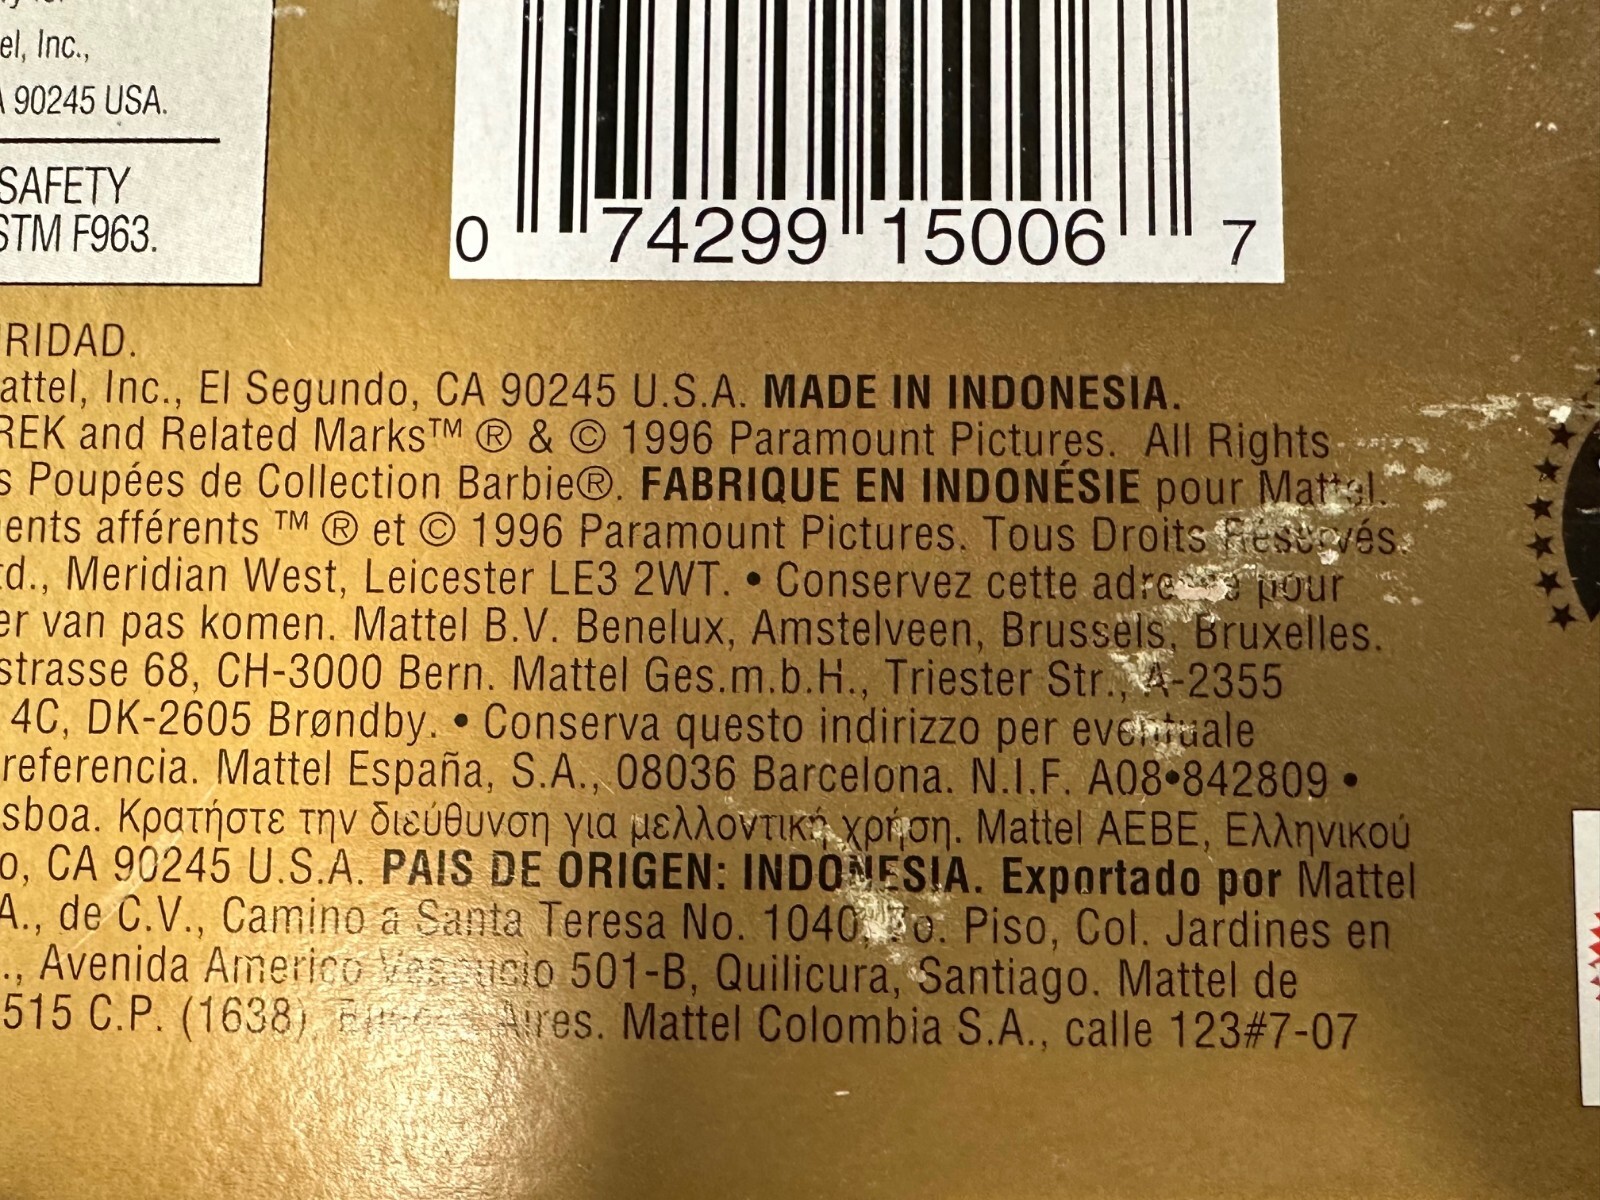 el, Inc.,
90245 USA.
SAFETY
STM F963.
0 74299 15006 7
RIDAD.
attel, Inc., El Segundo, CA 90245 U.S.A. MADE IN INDONESIA.
REK and Related Marks™ ® & © 1996 Paramount Pictures. All Rights
s Poupées de Collection Barbie®. FABRIQUE EN INDONÉSIE pour Mattel.
ents afférents ™ ® et © 1996 Paramount Pictures. Tous Droits Réservés.
td., Meridian West, Leicester LE3 2WT. • Conservez cette adresse pour
er van pas komen. Mattel B.V. Benelux, Amstelveen, Brussels, Bruxelles.
strasse 68, CH-3000 Bern. Mattel Ges.m.b.H., Triester Str., A-2355
4C, DK-2605 Brøndby. • Conserva questo indirizzo per eventuale
referencia. Mattel España, S.A., 08036 Barcelona. N.I.F. A08•842809 •
sboa. Κρατήστε την διεύθυνση για μελλοντική χρήση. Mattel AEBE, Ελληνικού
o, CA 90245 U.S.A. PAIS DE ORIGEN: INDONESIA. Exportado por Mattel
A., de C.V., Camino a Santa Teresa No. 1040, 7o. Piso, Col. Jardines en
., Avenida Americo Vespucio 501-B, Quilicura, Santiago. Mattel de
515 C.P. (1638) Buenos Aires. Mattel Colombia S.A., calle 123#7-07